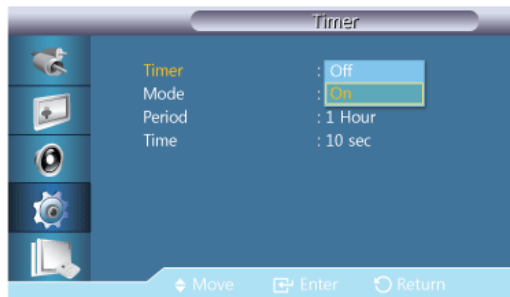 Timer
Timer : Off
Mode : On
Period : 1 Hour
Time : 10 sec
Move Enter Return